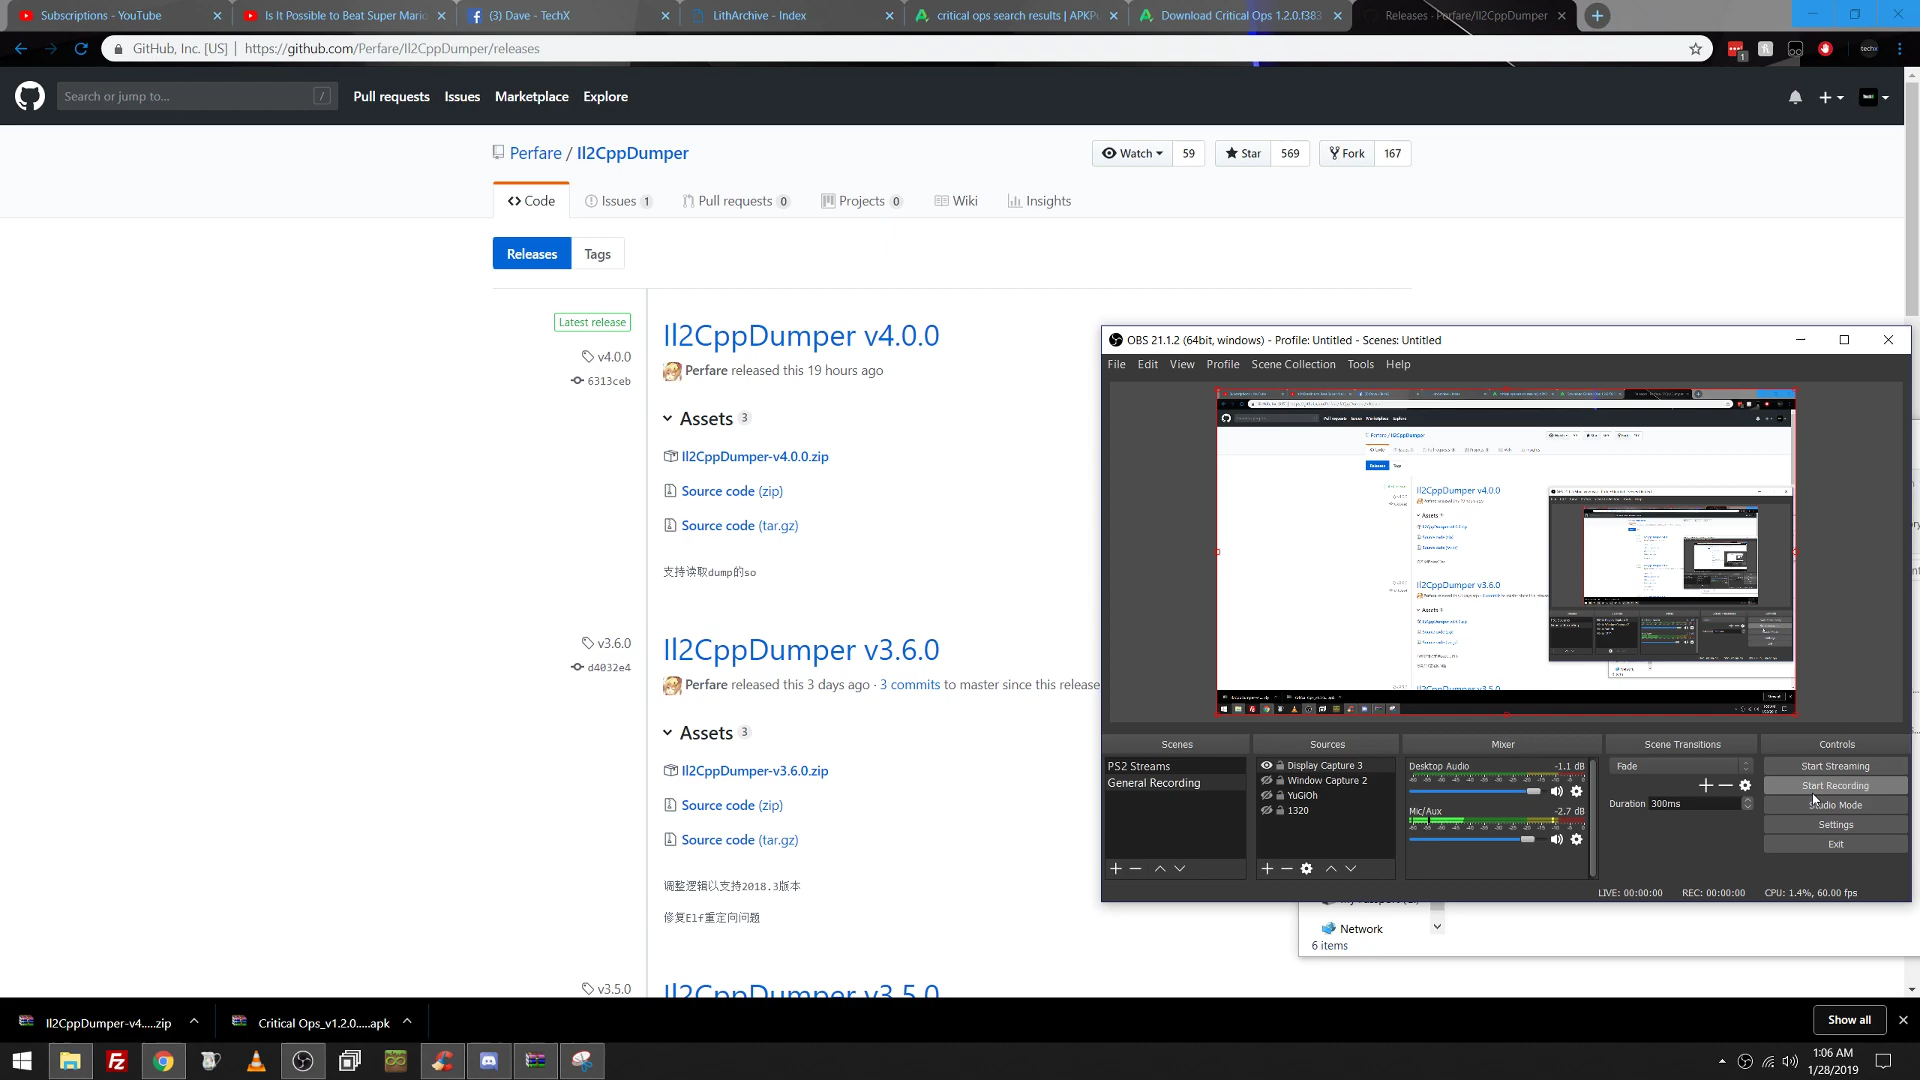 Subscriptions - YouTube
Is It Possible to Beat Super Mario
(3) Dave - TechX
LithArchive - Index
critical ops search results | APKPu
Download Critical Ops 1.2.0.f383
Releases · Perfare/Il2CppDumper
GitHub, Inc. [US] | https://github.com/Perfare/Il2CppDumper/releases
Search or jump to... /
Pull requests Issues Marketplace Explore
Perfare / Il2CppDumper
Watch 59 Star 569 Fork 167
Code Issues 1 Pull requests 0 Projects 0 Wiki Insights
Releases Tags
Latest release
v4.0.0
6313ceb
Il2CppDumper v4.0.0
Perfare released this 19 hours ago
Assets 3
Il2CppDumper-v4.0.0.zip
Source code (zip)
Source code (tar.gz)
支持读取dump的so
v3.6.0
d4032e4
Il2CppDumper v3.6.0
Perfare released this 3 days ago · 3 commits to master since this release
Assets 3
Il2CppDumper-v3.6.0.zip
Source code (zip)
Source code (tar.gz)
调整逻辑以支持2018.3版本
修复Elf重定向问题
v3.5.0
Il2CppDumper v3.5.0
OBS 21.1.2 (64bit, windows) - Profile: Untitled - Scenes: Untitled
File Edit View Profile Scene Collection Tools Help
Scenes
PS2 Streams
General Recording
Sources
Display Capture 3
Window Capture 2
YuGiOh
1320
Mixer
Desktop Audio -1.1 dB
Mic/Aux -2.7 dB
Scene Transitions
Fade
Duration 300ms
Controls
Start Streaming
Start Recording
Studio Mode
Settings
Exit
LIVE: 00:00:00 REC: 00:00:00 CPU: 1.4%, 60.00 fps
Network
6 items
Il2CppDumper-v4.....zip
Critical Ops_v1.2.0.....apk
Show all
1:06 AM
1/28/2019